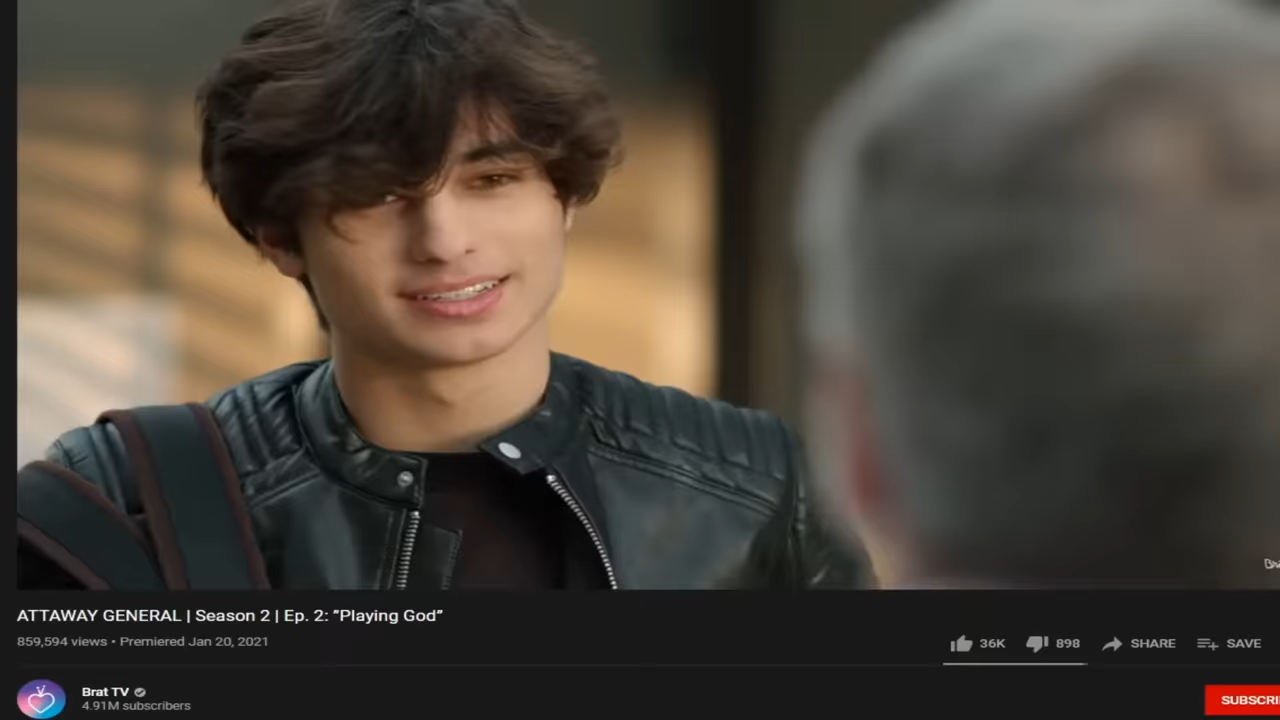 ATTAWAY GENERAL | Season 2 | Ep. 2: "Playing God"
859,594 views • Premiered Jan 20, 2021
36K 898 SHARE SAVE
Brat TV
4.91M subscribers
SUBSCRI